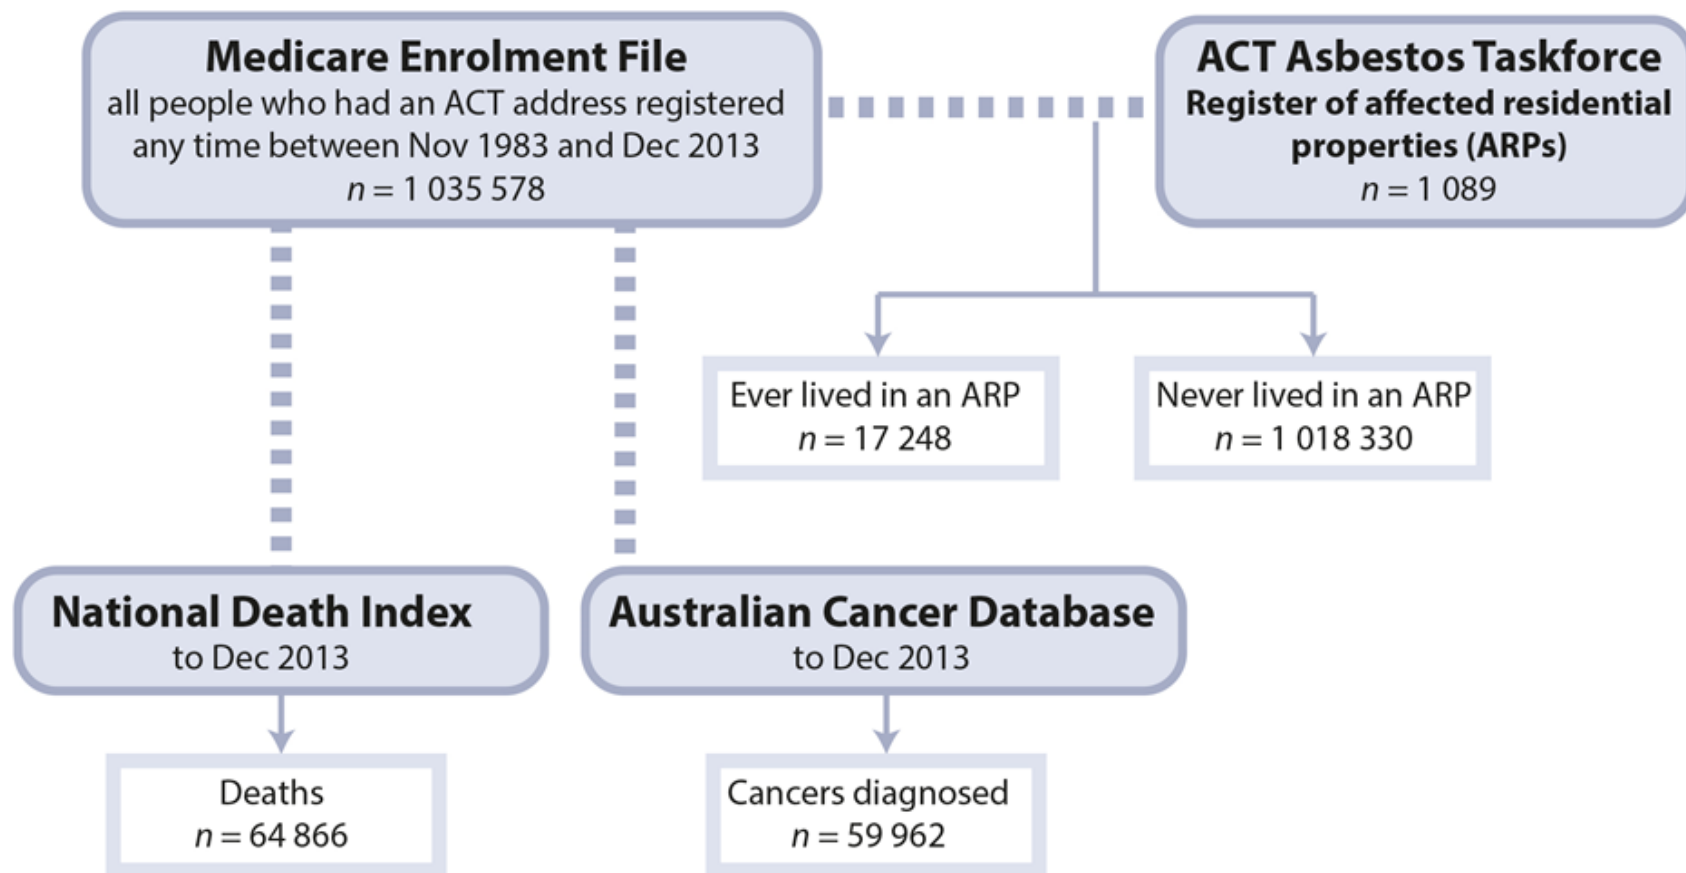 Medicare Enrolment File
all people who had an ACT address registered
any time between Nov 1983 and Dec 2013
n = 1 035 578
ACT Asbestos Taskforce
Register of affected residential
properties (ARPs)
n = 1 089
Ever lived in an ARP
n = 17 248
Never lived in an ARP
n = 1 018 330
National Death Index
to Dec 2013
Australian Cancer Database
to Dec 2013
Deaths
n = 64 866
Cancers diagnosed
n = 59 962